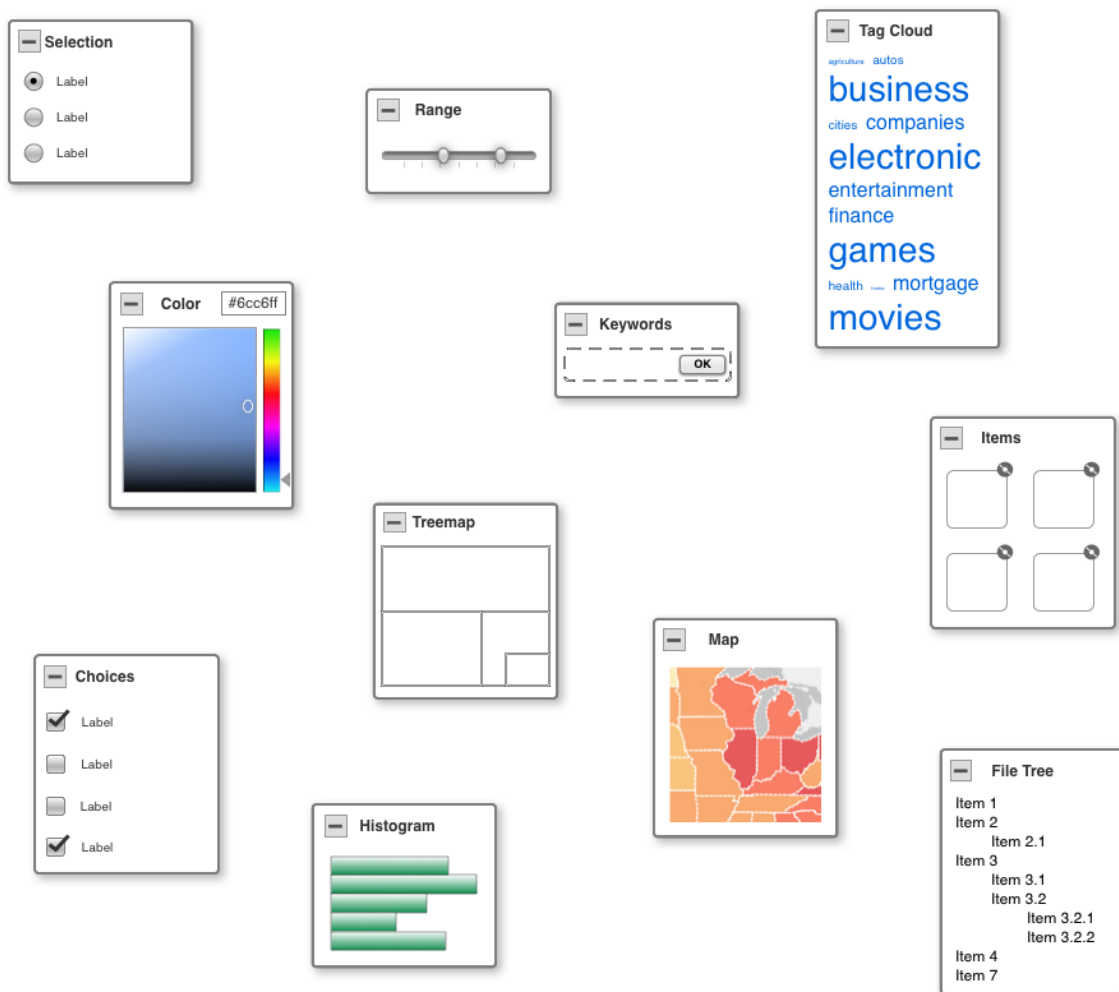 Selection
Label
Label
Label
Range
Tag Cloud
agriculture autos
business
cities companies
electronic
entertainment
finance
games
health mortgage
movies
Color #6cc6ff
Keywords
OK
Items
Treemap
Map
Choices
Label
Label
Label
Label
Histogram
File Tree
Item 1
Item 2
Item 2.1
Item 3
Item 3.1
Item 3.2
Item 3.2.1
Item 3.2.2
Item 4
Item 7